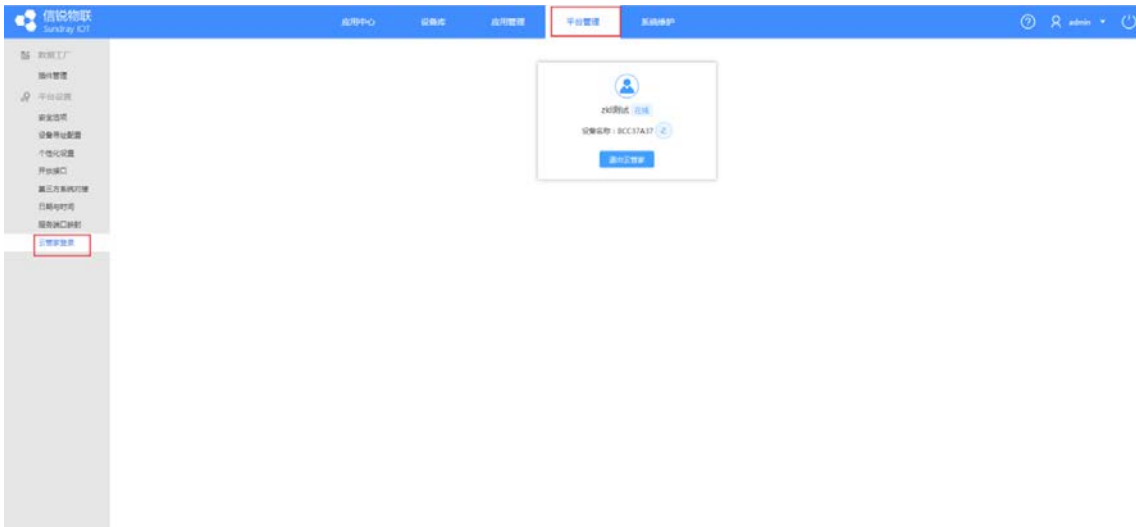 信锐物联
Sundray IOT
应用中心 设备库 应用管理 平台管理 系统维护 admin
数据工厂
插件管理
平台设置
安全选项
设备寻址配置
个性化设置
开放接口
第三方系统对接
日期与时间
服务端口映射
云管家登录
zkl测试 在线
设备名称：BCC37A37
退出云管家